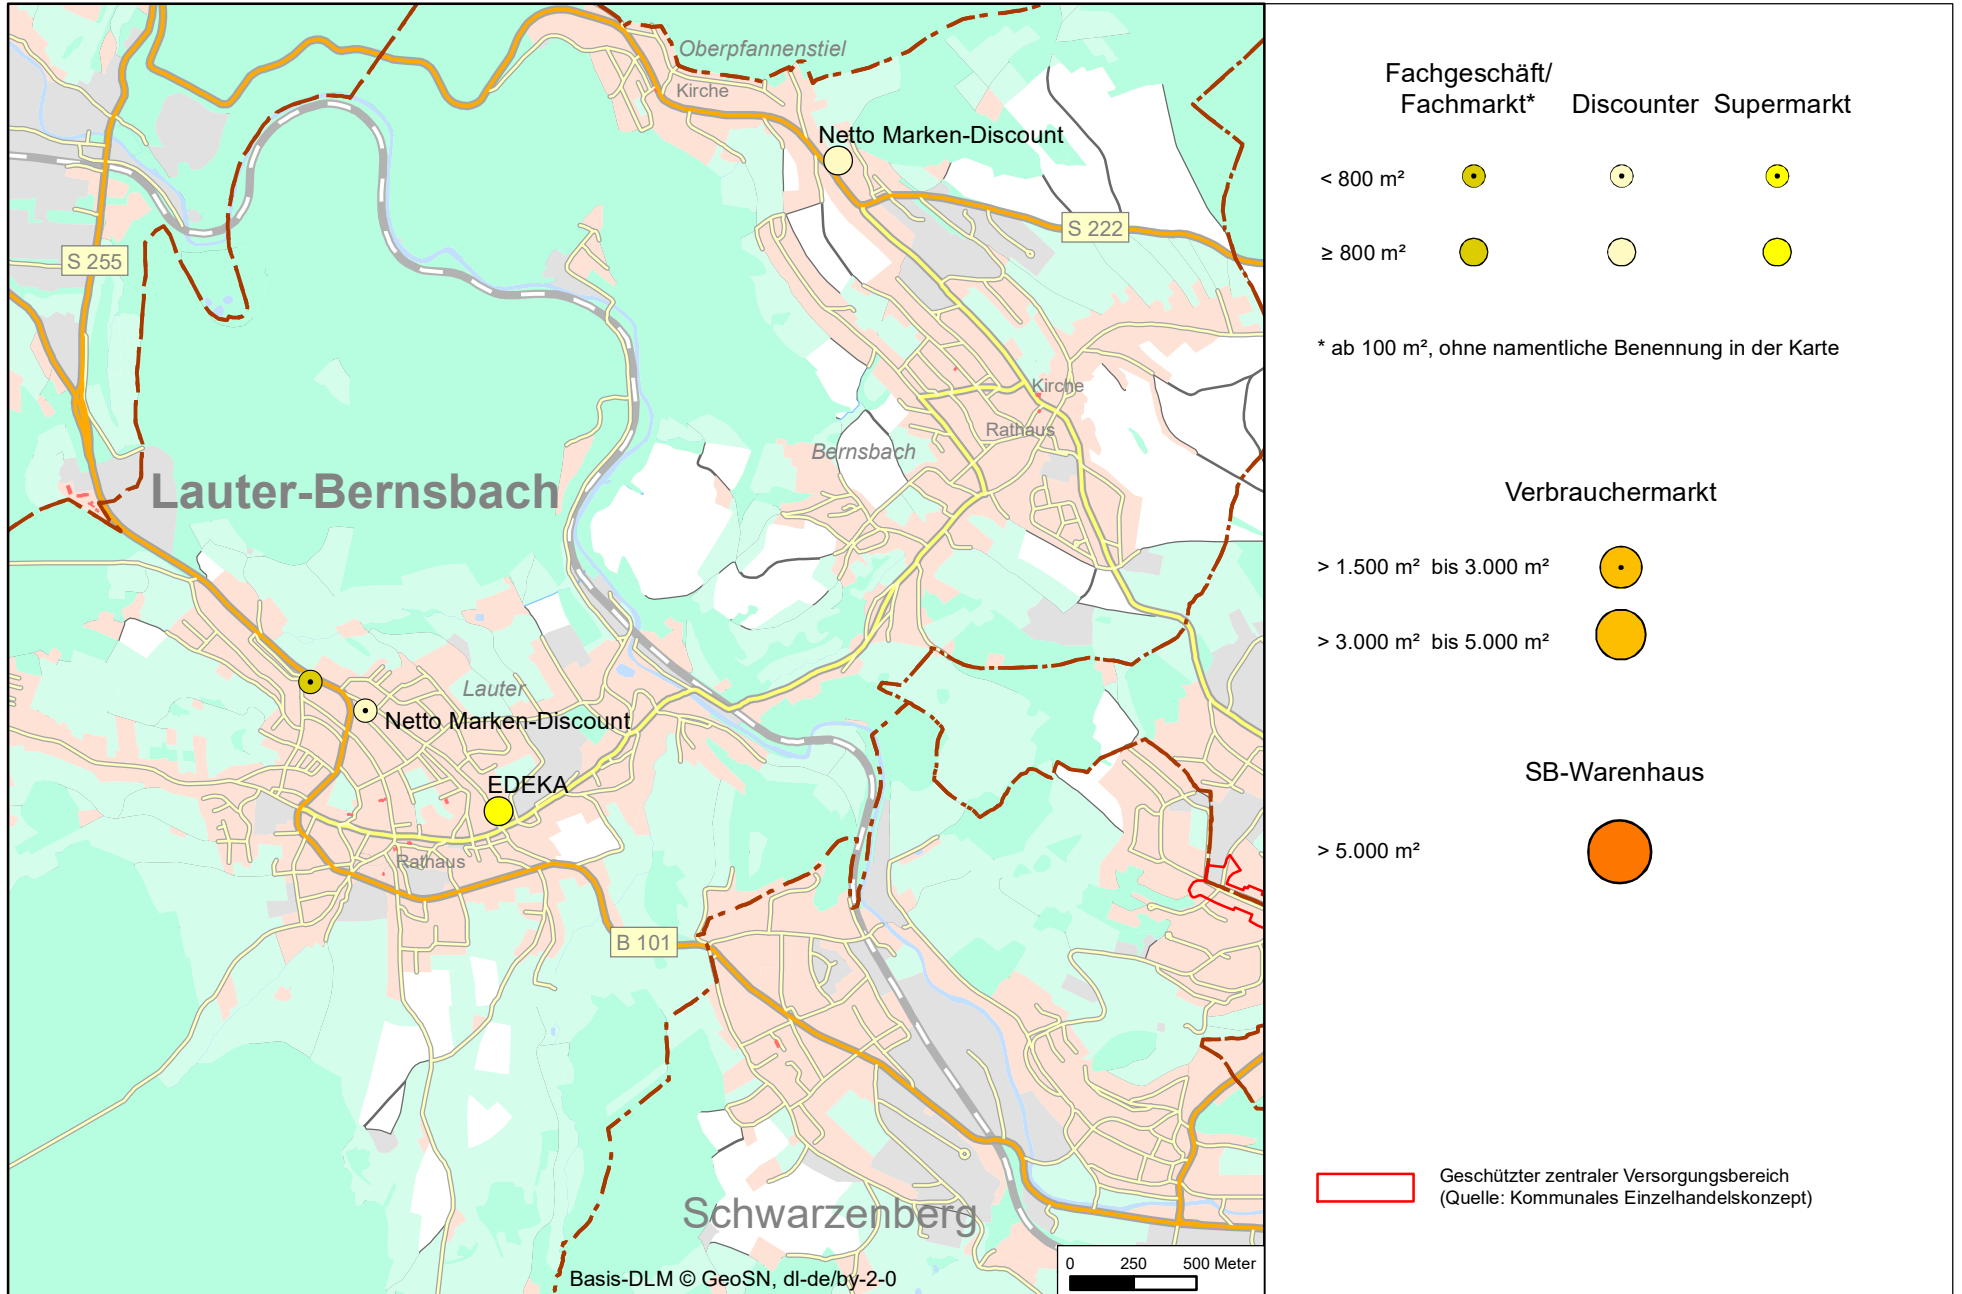 Oberpfannenstiel
Kirche
Netto Marken-Discount
S 222
S 255
Kirche
Rathaus
Bernsbach
Lauter-Bernsbach
Lauter
Netto Marken-Discount
EDEKA
Rathaus
B 101
Schwarzenberg
Basis-DLM © GeoSN, dl-de/by-2-0
0 250 500 Meter
Fachgeschäft/
Fachmarkt* Discounter Supermarkt
< 800 m²
≥ 800 m²
* ab 100 m², ohne namentliche Benennung in der Karte
Verbrauchermarkt
> 1.500 m² bis 3.000 m²
> 3.000 m² bis 5.000 m²
SB-Warenhaus
> 5.000 m²
Geschützter zentraler Versorgungsbereich
(Quelle: Kommunales Einzelhandelskonzept)